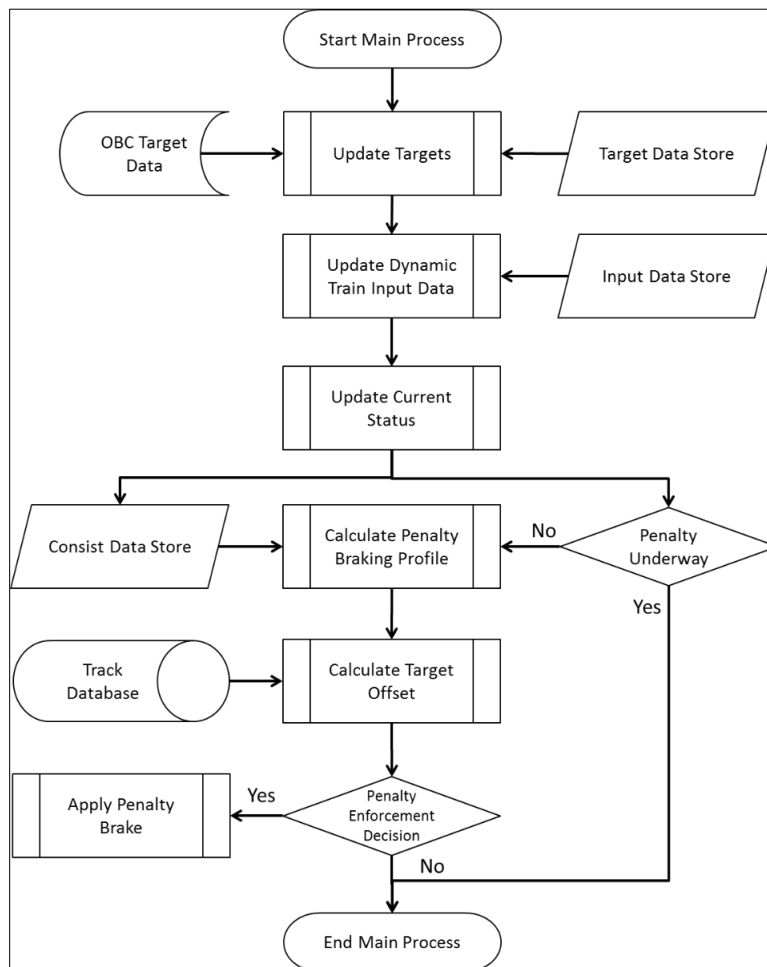 Start Main Process
OBC Target
Data
Update Targets
Target Data Store
Update Dynamic
Train Input Data
Input Data Store
Update Current
Status
Consist Data Store
Calculate Penalty
Braking Profile
No
Penalty
Underway
Yes
Track
Database
Calculate Target
Offset
Apply Penalty
Brake
Yes
Penalty
Enforcement
Decision
No
End Main Process